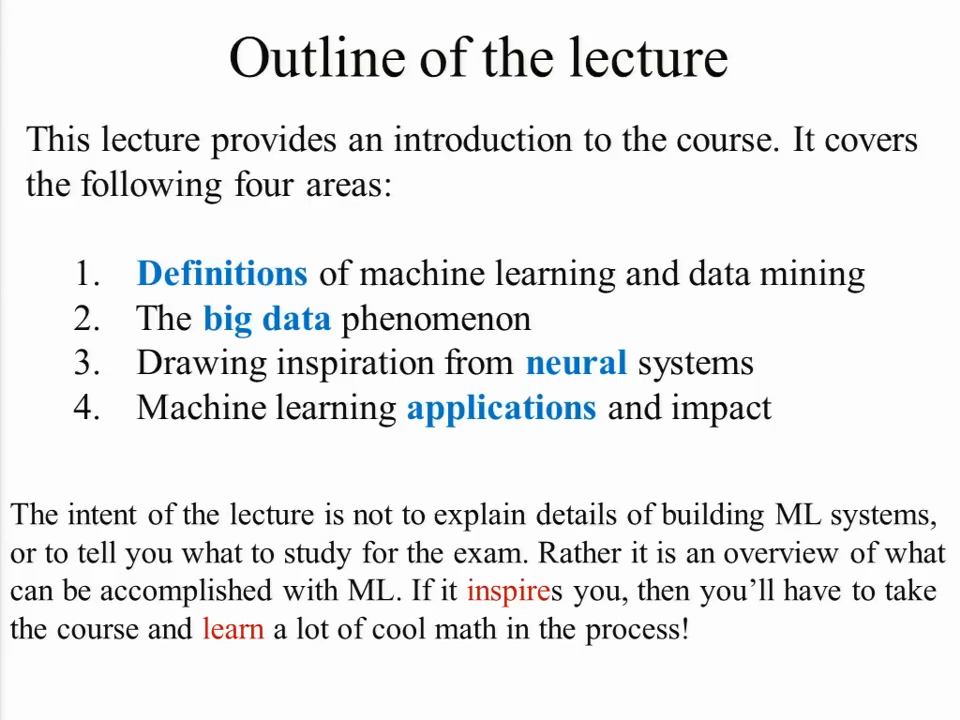 Outline of the lecture
This lecture provides an introduction to the course. It covers
the following four areas:
1. Definitions of machine learning and data mining
2. The big data phenomenon
3. Drawing inspiration from neural systems
4. Machine learning applications and impact
The intent of the lecture is not to explain details of building ML systems,
or to tell you what to study for the exam. Rather it is an overview of what
can be accomplished with ML. If it inspires you, then you’ll have to take
the course and learn a lot of cool math in the process!